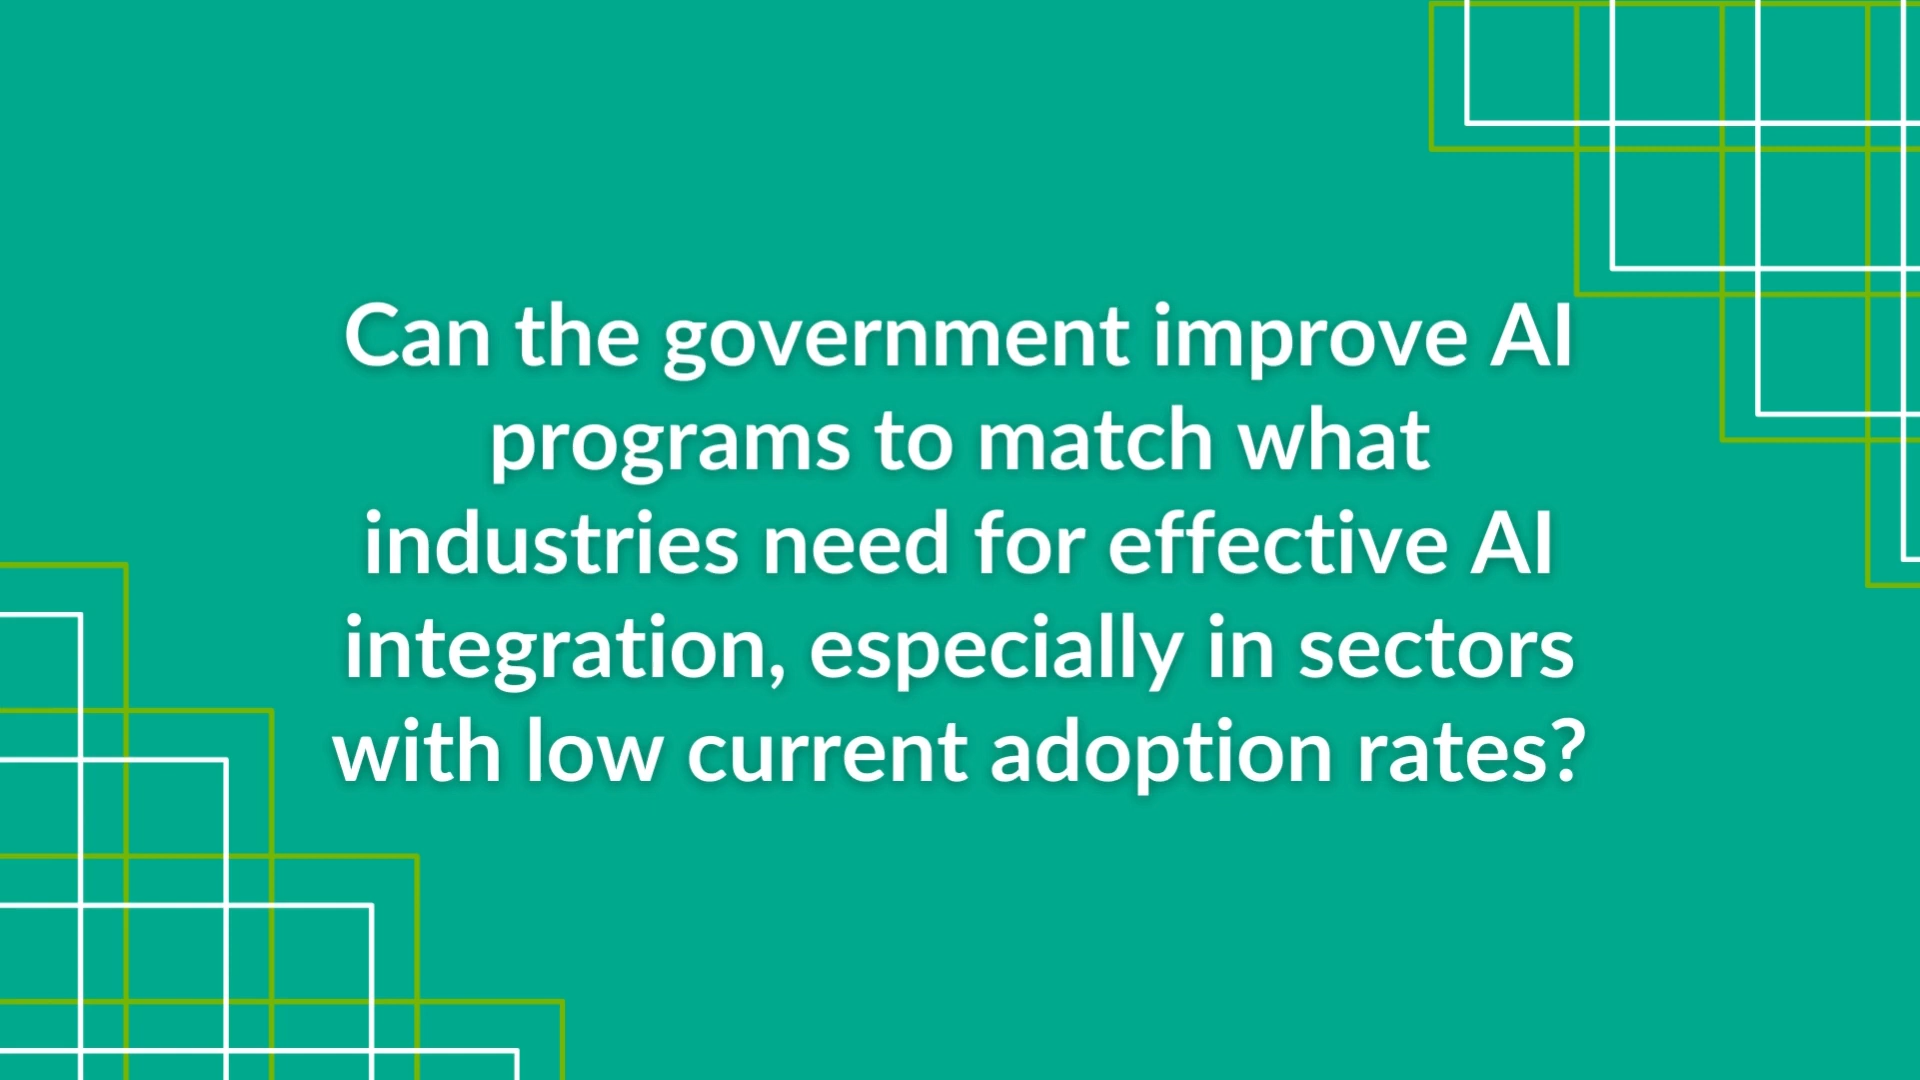 Can the government improve AI
programs to match what
industries need for effective AI
integration, especially in sectors
with low current adoption rates?